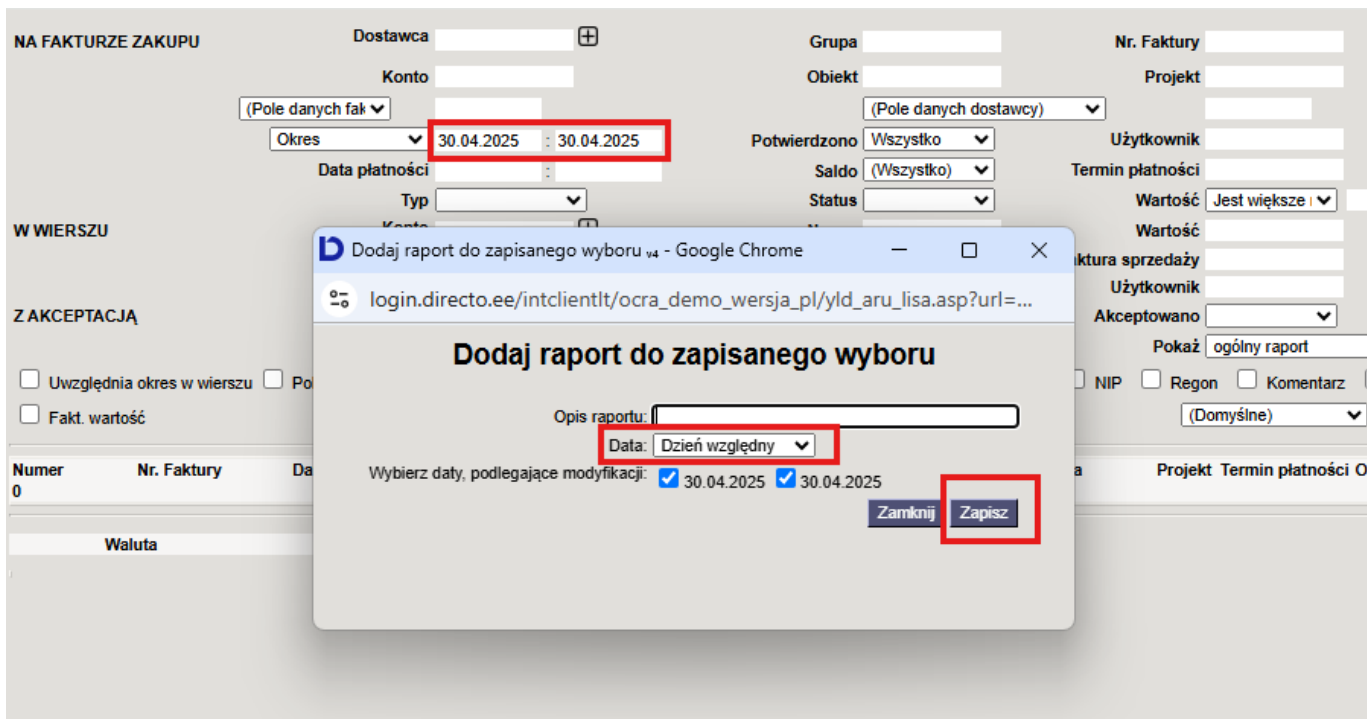 NA FAKTURZE ZAKUPU Dostawca Grupa Nr. Faktury
Konto Obiekt Projekt
(Pole danych fak (Pole danych dostawcy)
Okres 30.04.2025 : 30.04.2025 Potwierdzono Wszystko Użytkownik
Data płatności : Saldo (Wszystko) Termin płatności
Typ Status Wartość Jest większe
W WIERSZU Konto Wartość
Dodaj raport do zapisanego wyboru v4 - Google Chrome
ktura sprzedaży
login.directo.ee/intclientlt/ocra_demo_wersja_pl/yld_aru_lisa.asp?url=...
Użytkownik
Z AKCEPTACJĄ Akceptowano
Dodaj raport do zapisanego wyboru
Pokaż ogólny raport
Uwzględnia okres w wierszu NIP Regon Komentarz
Fakt. wartość (Domyślne)
Opis raportu:
Data: Dzień względny
Wybierz daty, podlegające modyfikacji: 30.04.2025 30.04.2025
Numer Nr. Faktury Da a Projekt Termin płatności O
0
Zamknij Zapisz
Waluta